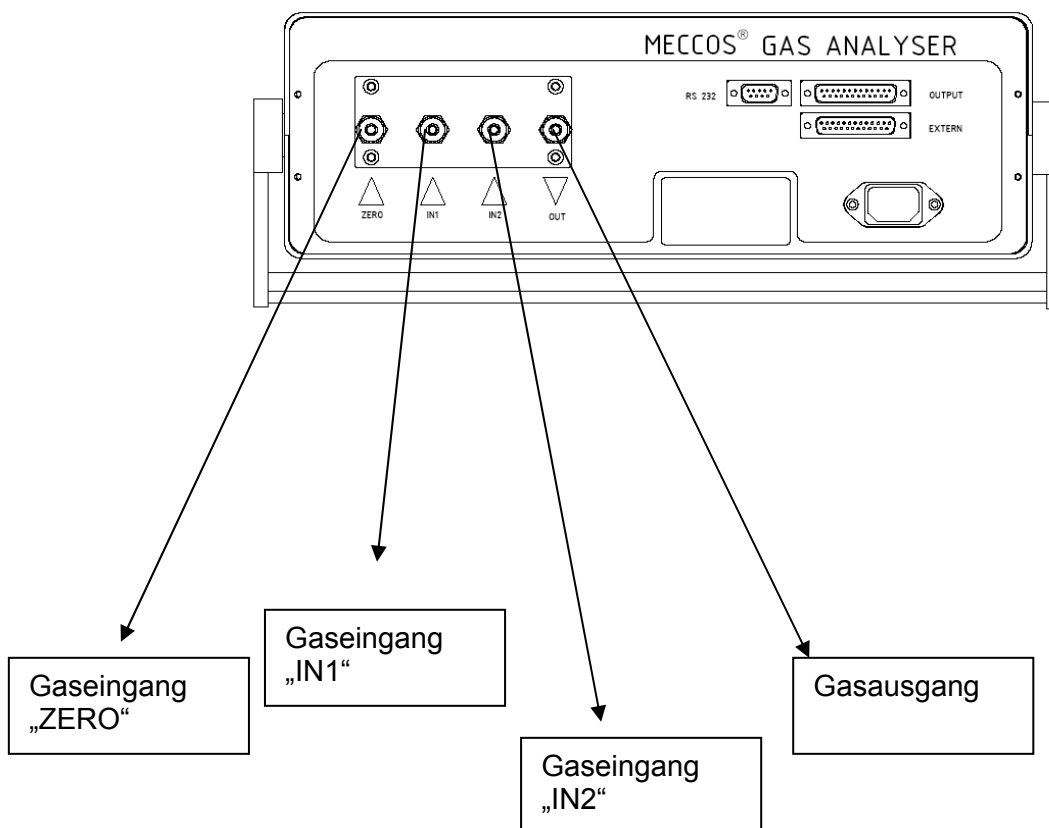 MECCOS® GAS ANALYSER
RS 232
OUTPUT
EXTERN
ZERO
IN1
IN2
OUT
Gaseingang
„ZERO“
Gaseingang
„IN1“
Gaseingang
„IN2“
Gasausgang